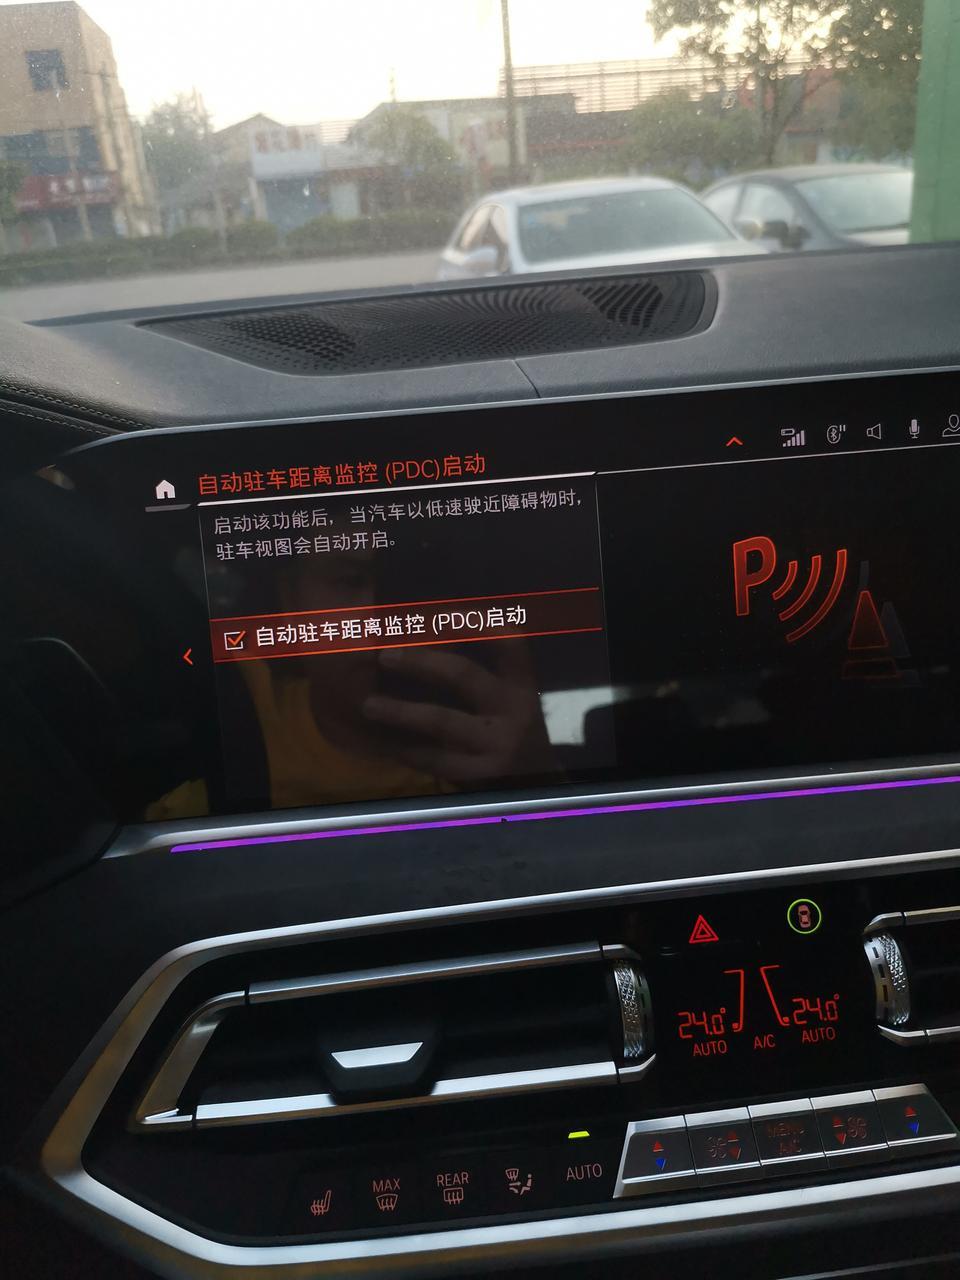 自动驻车距离监控 (PDC)启动
启动该功能后，当汽车以低速驶近障碍物时，
驻车视图会自动开启。
自动驻车距离监控 (PDC)启动
P
24.0°
24.0°
AUTO
A/C
AUTO
MENU
A/C
MAX
REAR
AUTO